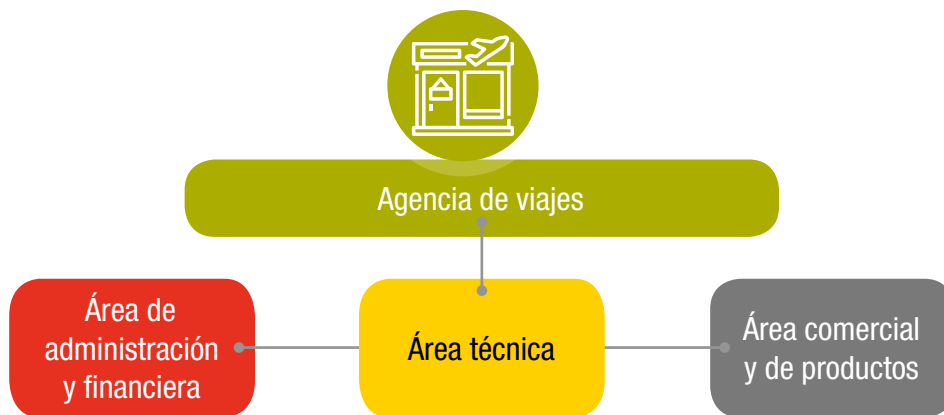 Agencia de viajes
Área de
administración
y financiera
Área técnica
Área comercial
y de productos